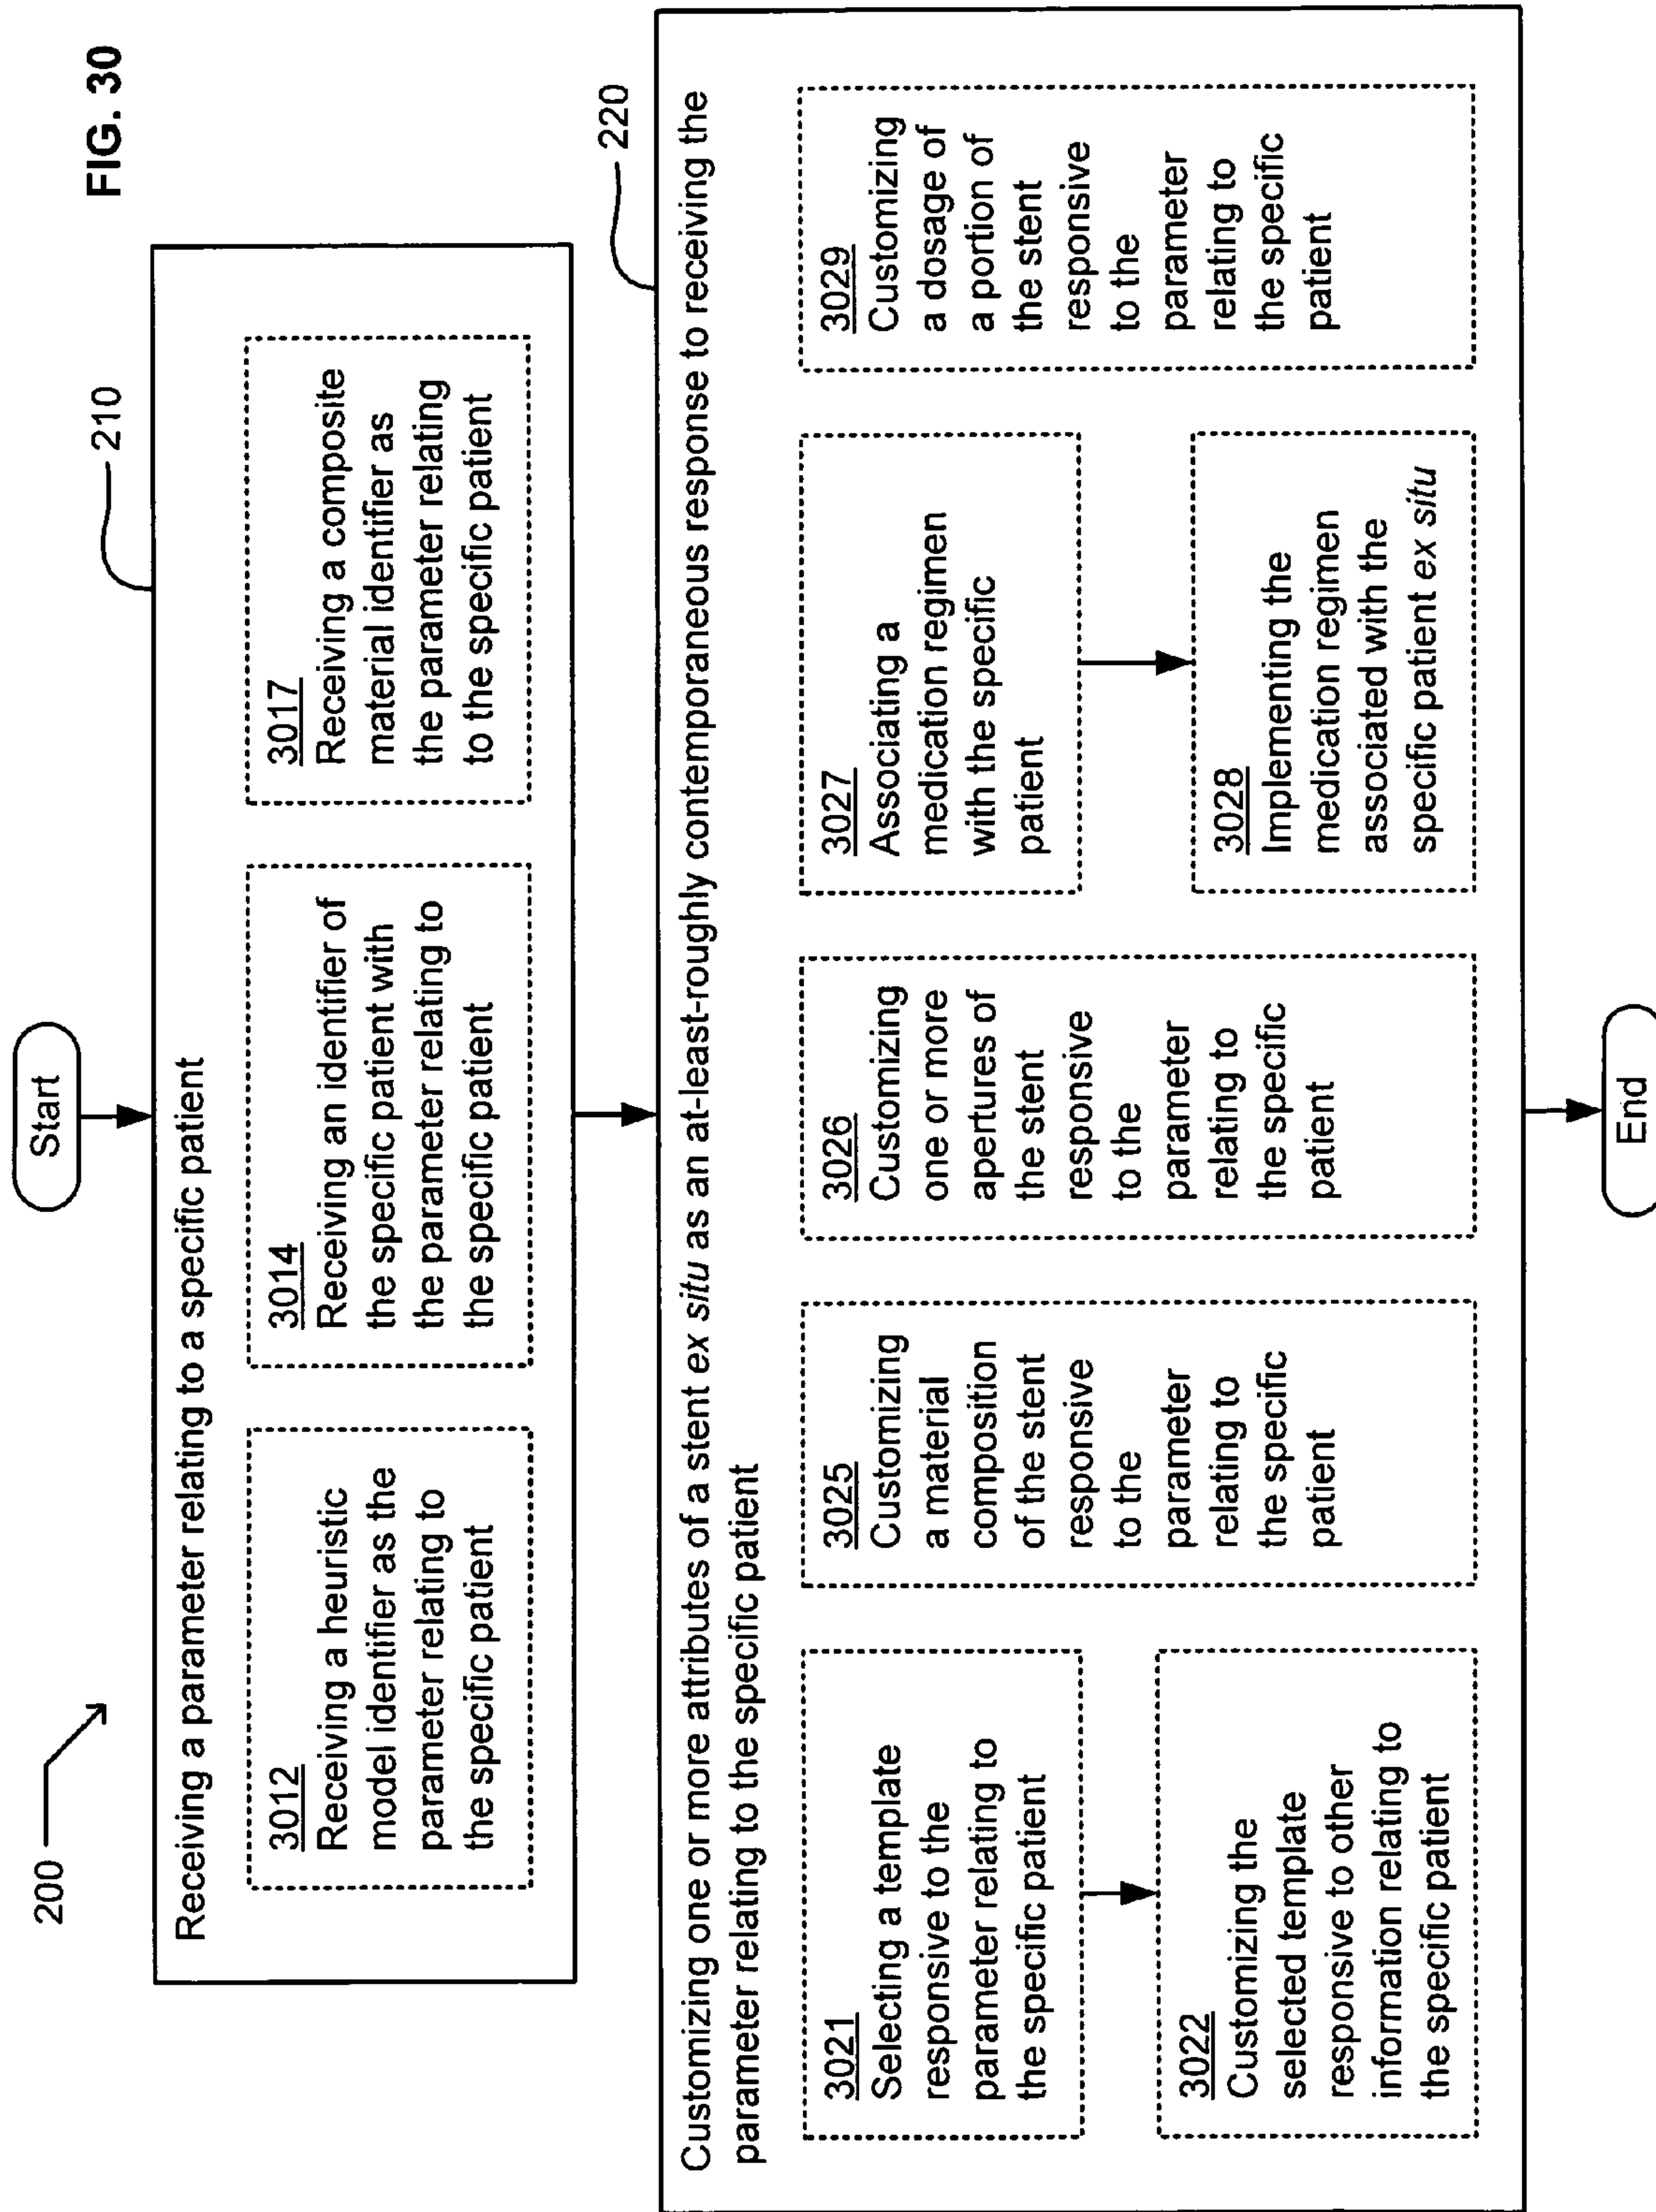 FIG. 30
200
Start
210
Receiving a parameter relating to a specific patient
3012
Receiving a heuristic
model identifier as the
parameter relating to
the specific patient
3014
Receiving an identifier of
the specific patient with
the parameter relating to
the specific patient
3017
Receiving a composite
material identifier as
the parameter relating
to the specific patient
220
Customizing one or more attributes of a stent ex situ as an at-least-roughly contemporaneous response to receiving the
parameter relating to the specific patient
3021
Selecting a template
responsive to the
parameter relating to
the specific patient
3022
Customizing the
selected template
responsive to other
information relating to
the specific patient
3025
Customizing
a material
composition
of the stent
responsive
to the
parameter
relating to
the specific
patient
3026
Customizing
one or more
apertures of
the stent
responsive
to the
parameter
relating to
the specific
patient
3027
Associating a
medication regimen
with the specific
patient
3028
Implementing the
medication regimen
associated with the
specific patient ex situ
3029
Customizing
a dosage of
a portion of
the stent
responsive
to the
parameter
relating to
the specific
patient
End